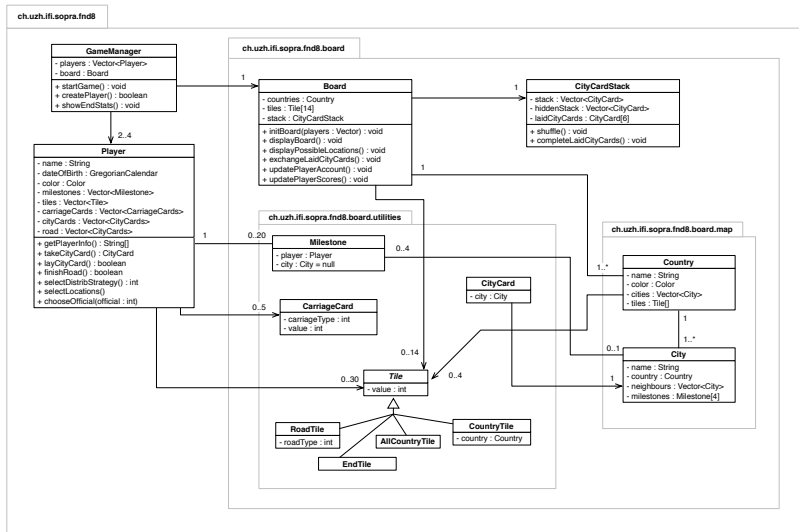 ch.uzh.ifi.sopra.fnd8
GameManager
- players : Vector<Player>
- board : Board
+ startGame() : void
+ createPlayer() : boolean
+ showEndStats() : void
2..4
Player
- name : String
- dateOfBirth : GregorianCalendar
- color : Color
- milestones : Vector<Milestone>
- tiles : Vector<Tile>
- carriageCards : Vector<CarriageCards>
- cityCards : Vector<CityCards>
- road : Vector<CityCards>
+ getPlayerInfo() : String[]
+ takeCityCard() : CityCard
+ layCityCard() : boolean
+ finishRoad() : boolean
+ selectDistribStrategy() : int
+ selectLocations()
+ chooseOfficial (official : int)
ch.uzh.ifi.sopra.fnd8.board
1
Board
- countries : Country
- tiles : Tile[14]
- stack : CityCardStack
+ initBoard(players : Vector) : void
+ displayBoard() : void
+ displayPossibleLocations() : void
+ exchangeLaidCityCards() : void
+ updatePlayerAccount() : void
+ updatePlayerScores() : void
1
CityCardStack
- stack : Vector<CityCard>
- hiddenStack : Vector<CityCard>
- laidCityCards : CityCard[6]
+ shuffle() : void
+ completeLaidCityCards() : void
1
ch.uzh.ifi.sopra.fnd8.board.utilities
1
0..20
Milestone
- player : Player
- city : City = null
0..4
0..5
CarriageCard
- carriageType : int
- value : int
CityCard
- city : City
0..14
0..30
Tile
- value : int
0..4
RoadTile
- roadType : int
EndTile
AllCountryTile
CountryTile
- country : Country
ch.uzh.ifi.sopra.fnd8.board.map
1..*
Country
- name : String
- color : Color
- cities : Vector<City>
- tiles : Tile[]
1
1..*
0..1
City
- name : String
- country : Country
- neighbours : Vector<City>
- milestones : Milestone[4]
1